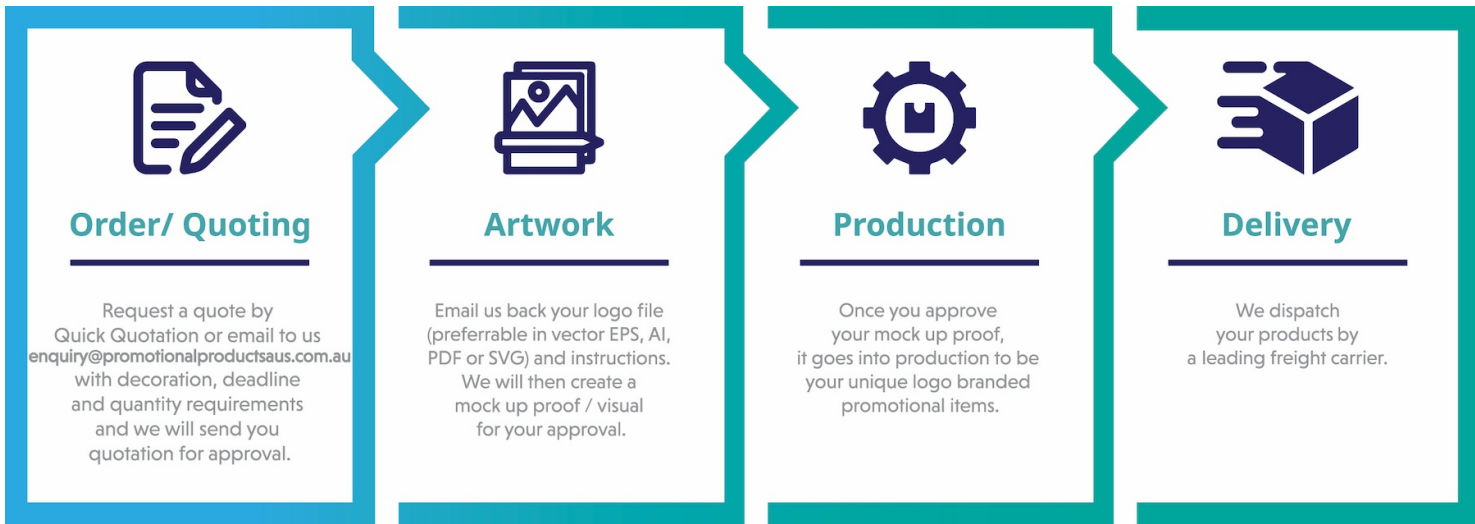 Order/ Quoting
Request a quote by
Quick Quotation or email to us
enquiry@promotionalproductsaus.com.au
with decoration, deadline
and quantity requirements
and we will send you
quotation for approval.
Artwork
Email us back your logo file
(preferrable in vector EPS, AI,
PDF or SVG) and instructions.
We will then create a
mock up proof / visual
for your approval.
Production
Once you approve
your mock up proof,
it goes into production to be
your unique logo branded
promotional items.
Delivery
We dispatch
your products by
a leading freight carrier.